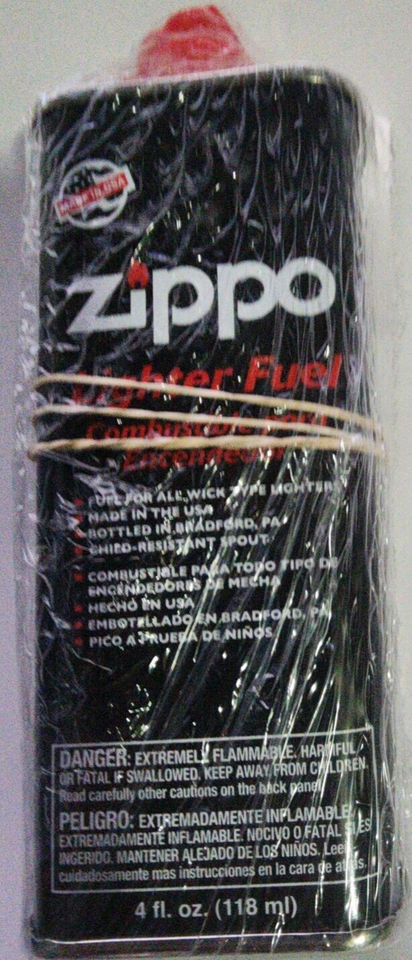 MADE IN USA
zippo
Lighter Fuel
Combustible Para
Encendedor
FUEL FOR ALL WICK TYPE LIGHTERS
MADE IN THE USA
BOTTLED IN BRADFORD, PA
CHILD-RESISTANT SPOUT
COMBUSTIBLE PARA TODO TIPO DE
ENCENDEDORES DE MECHA
HECHO EN USA
EMBOTELLADO EN BRADFORD, PA
PICO A PRUEBA DE NIÑOS
DANGER: EXTREMELY FLAMMABLE. HARMFUL
OR FATAL IF SWALLOWED. KEEP AWAY FROM CHILDREN.
Read carefully other cautions on the back panel.
PELIGRO: EXTREMADAMENTE INFLAMABLE.
EXTREMADAMENTE INFLAMABLE. NOCIVO O FATAL SI ES
INGERIDO. MANTENER ALEJADO DE LOS NIÑOS. Lee
cuidadosamente mas instrucciones en la cara de atrás.
4 fl. oz. (118 ml)